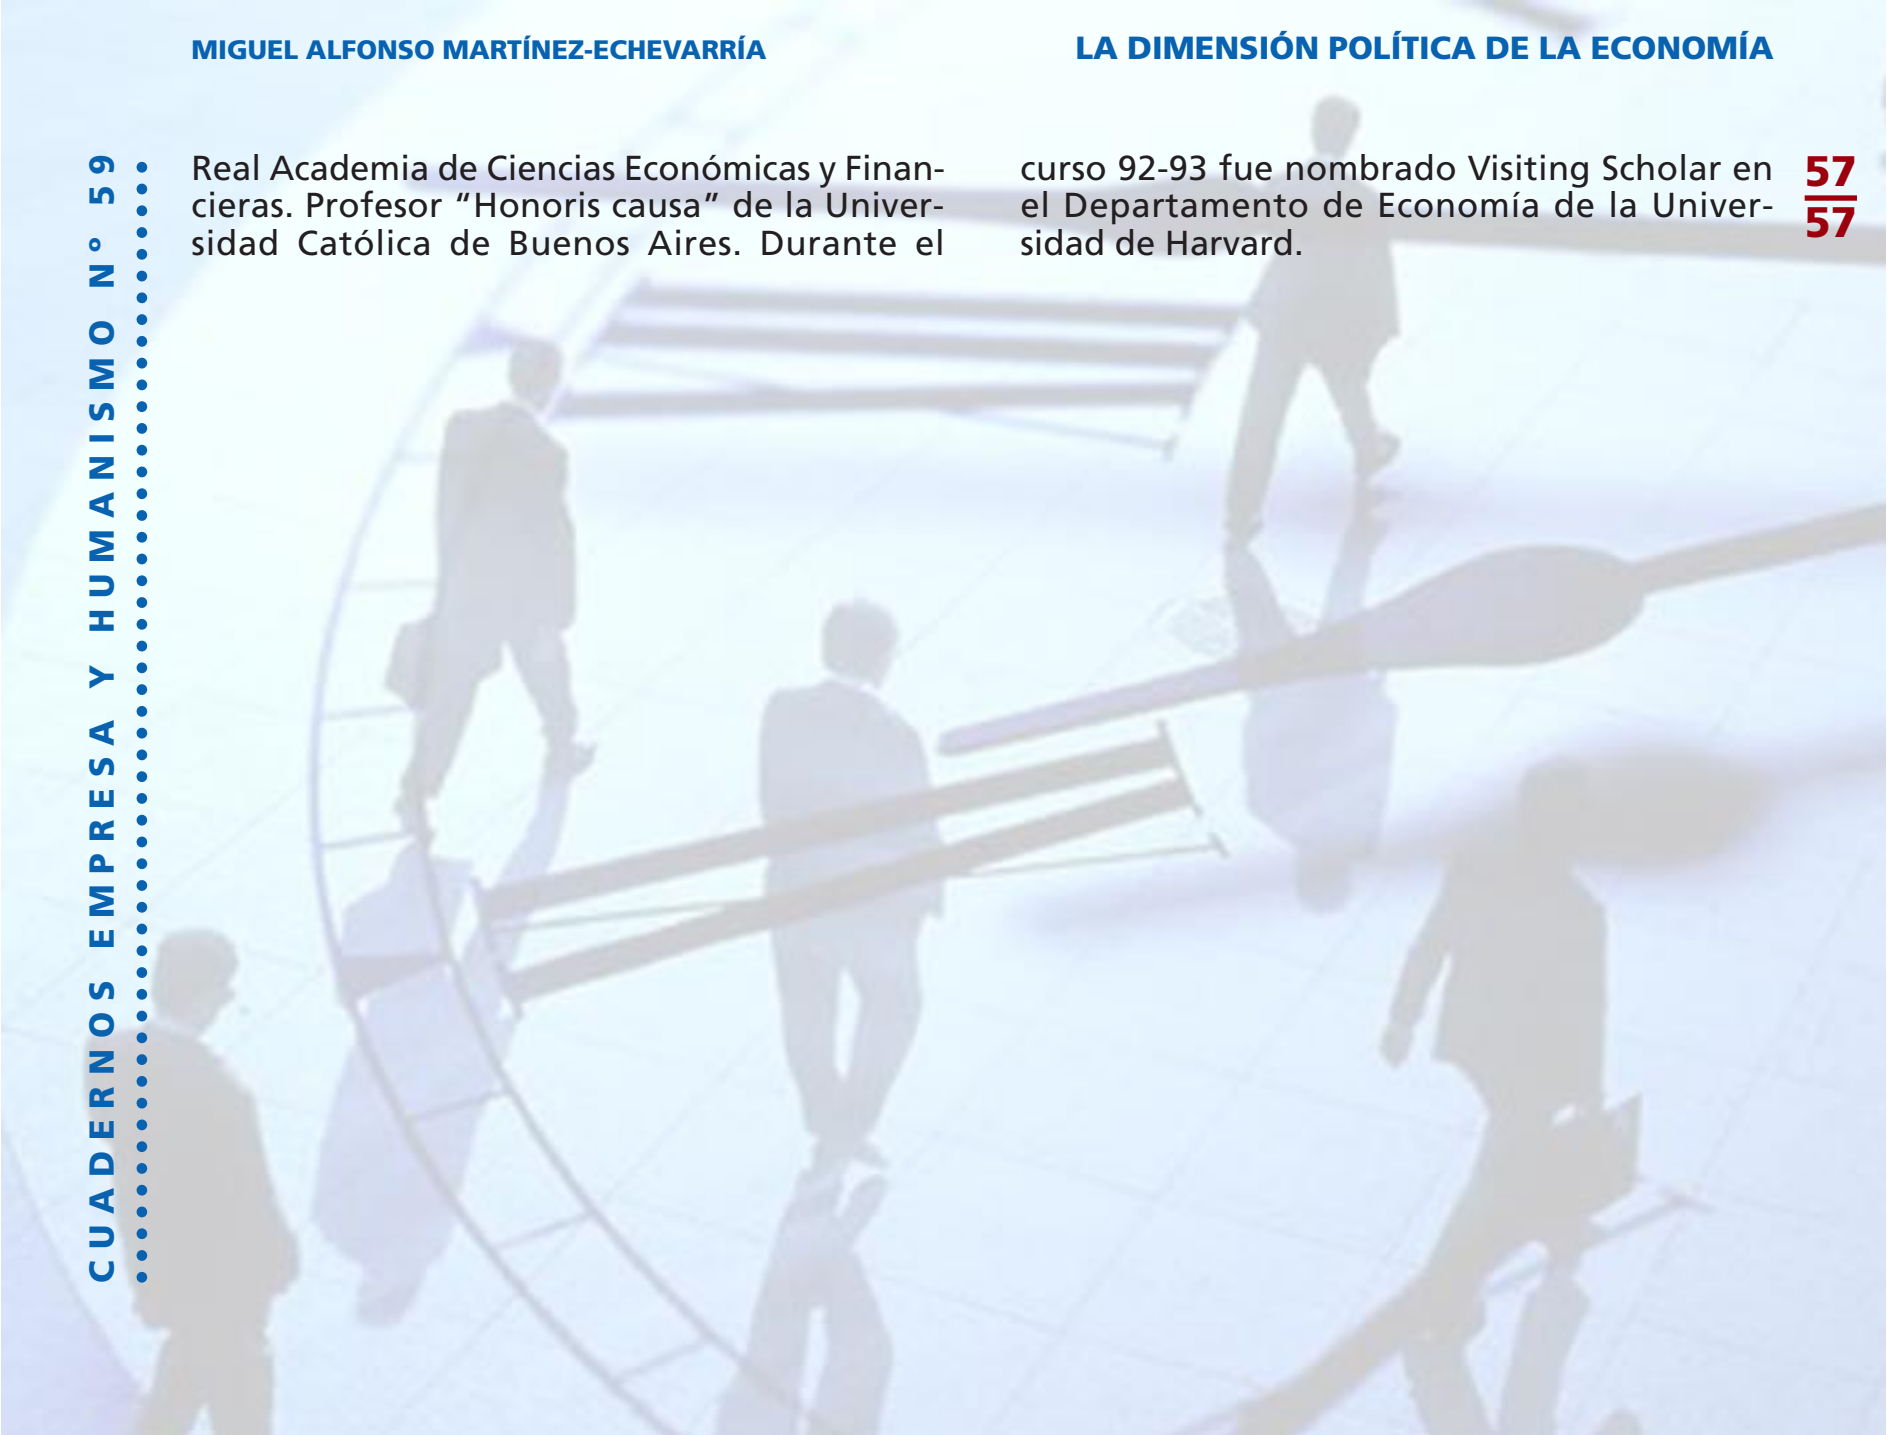 MIGUEL ALFONSO MARTÍNEZ-ECHEVARRÍA
LA DIMENSIÓN POLÍTICA DE LA ECONOMÍA
CUADERNOS EMPRESA Y HUMANISMO Nº 59
Real Academia de Ciencias Económicas y Finan-
cieras. Profesor “Honoris causa” de la Univer-
sidad Católica de Buenos Aires. Durante el
curso 92-93 fue nombrado Visiting Scholar en
el Departamento de Economía de la Univer-
sidad de Harvard.
57
57